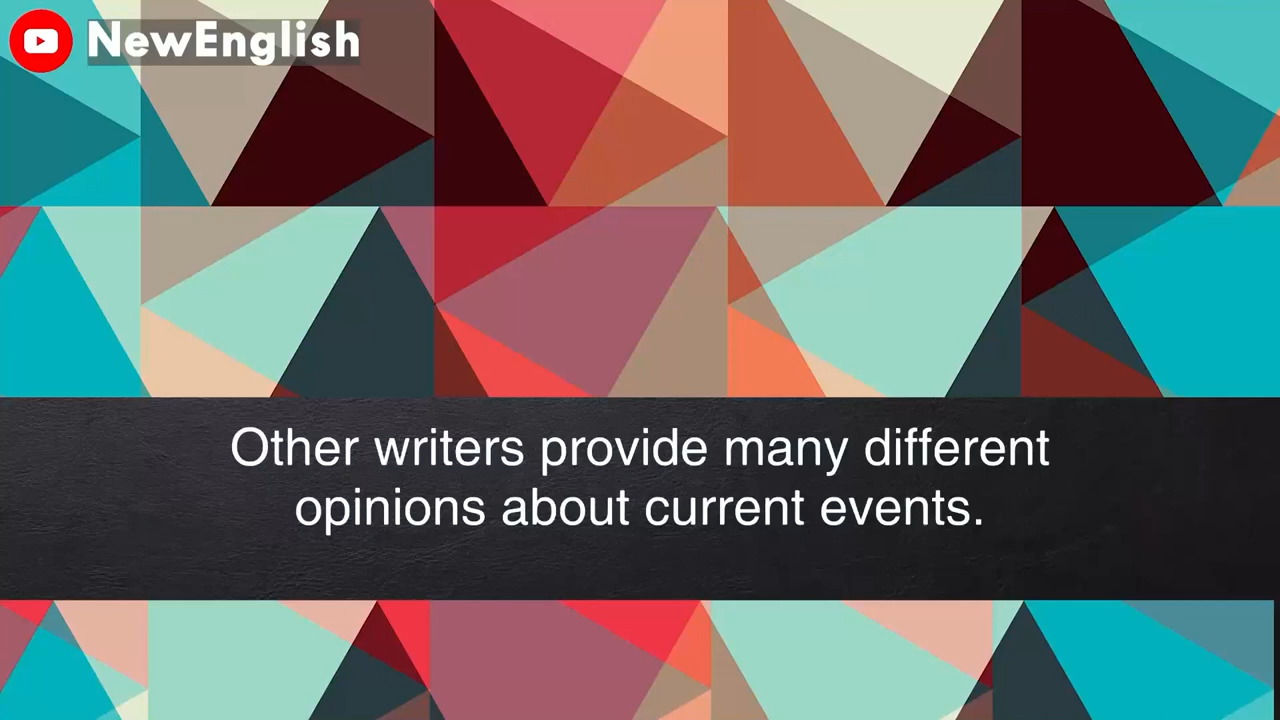 NewEnglish
Other writers provide many different
opinions about current events.